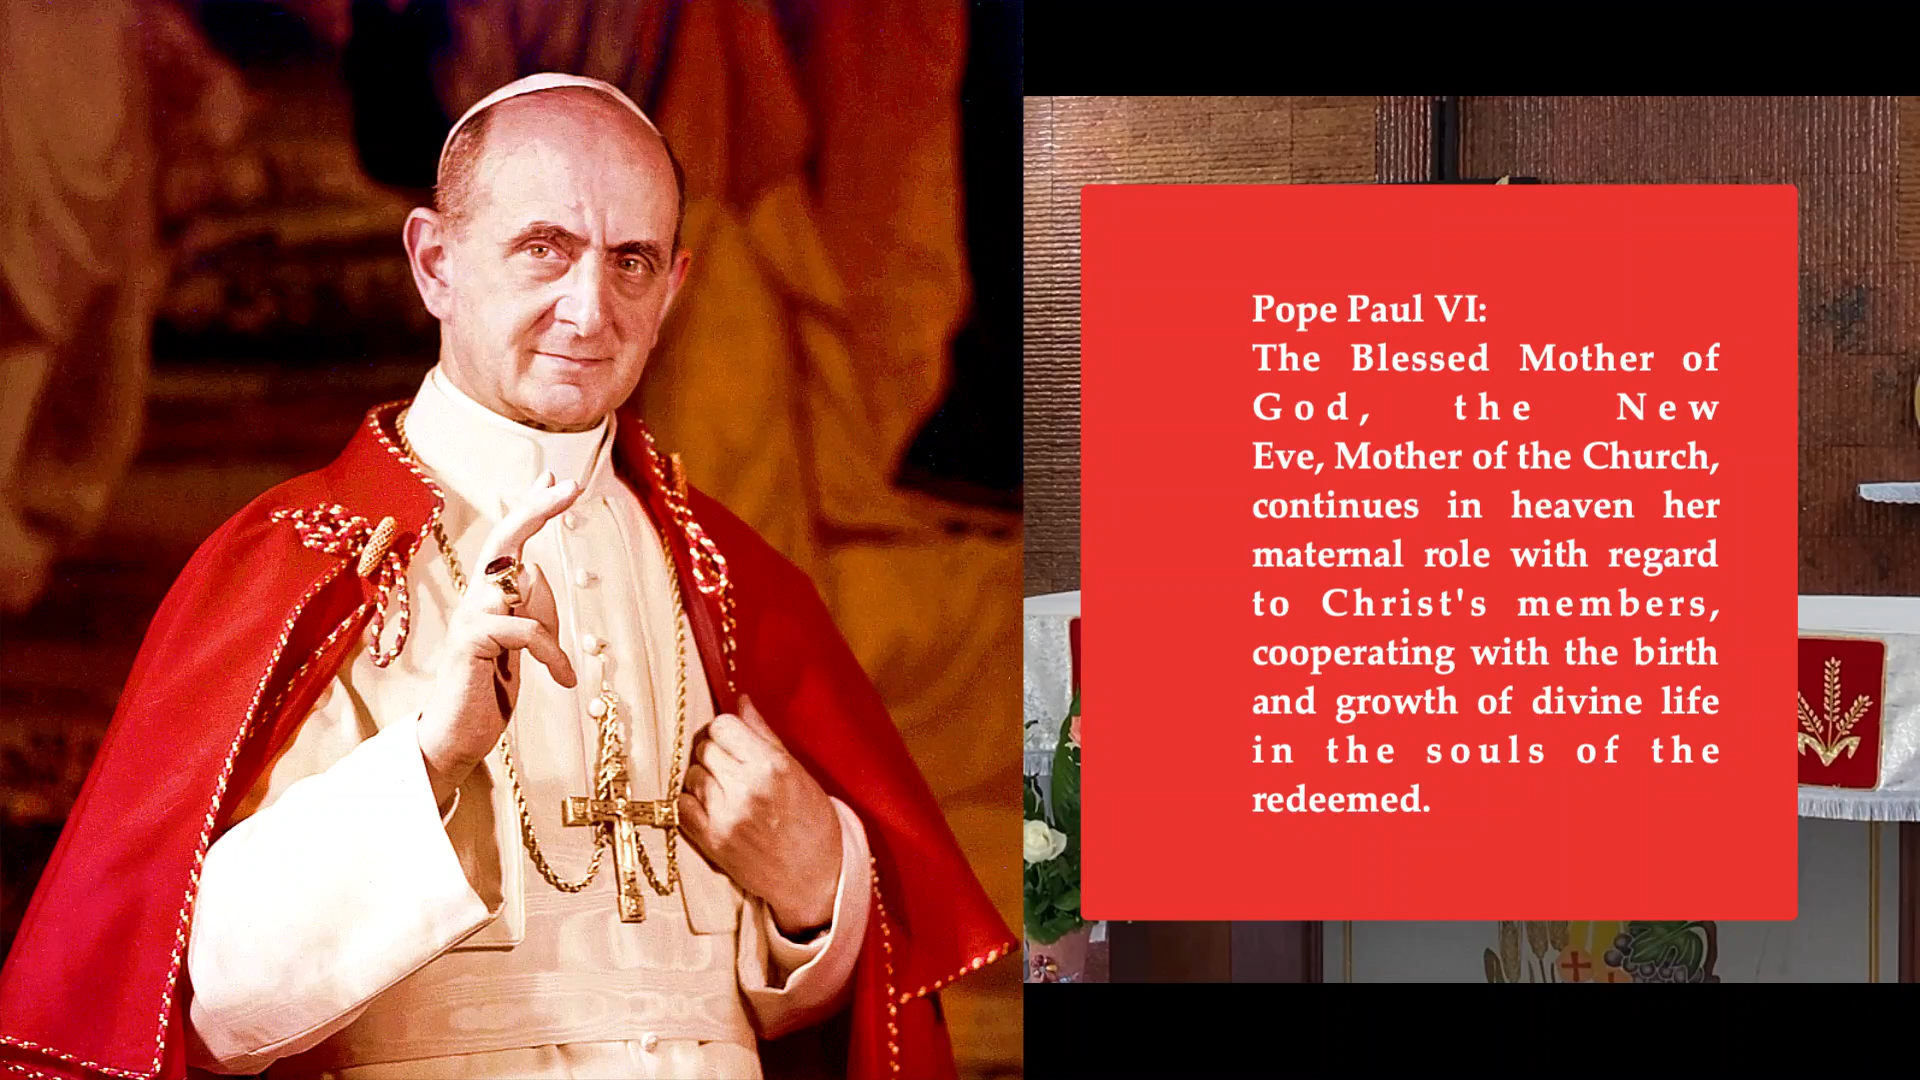 Pope Paul VI:
The Blessed Mother of
God, the New
Eve, Mother of the Church,
continues in heaven her
maternal role with regard
to Christ's members,
cooperating with the birth
and growth of divine life
in the souls of the
redeemed.